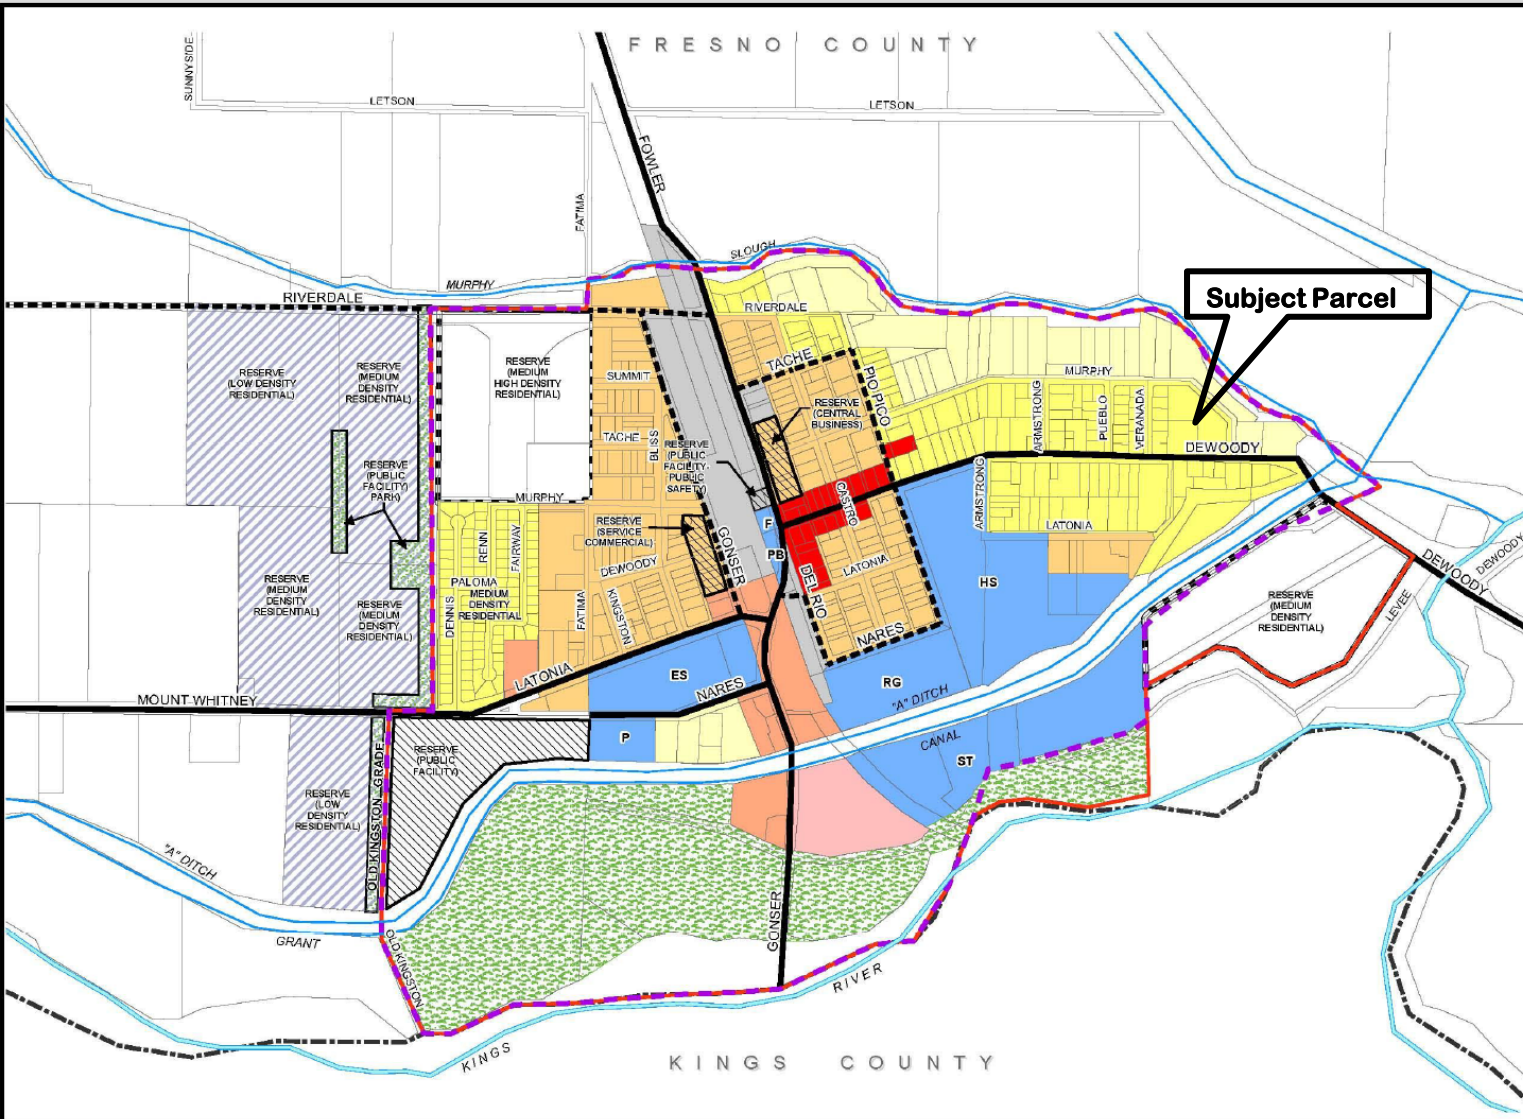 FRESNO COUNTY
SUNNYSIDE
LETSON
LETSON
FOWLER
FATIMA
SLOUGH
MURPHY
RIVERDALE
RIVERDALE
Subject Parcel
RESERVE
(LOW DENSITY
RESIDENTIAL)
RESERVE
(MEDIUM
DENSITY
RESIDENTIAL)
RESERVE
(MEDIUM
HIGH DENSITY
RESIDENTIAL)
SUMMIT
TACHE
PIO PICO
MURPHY
RESERVE
(CENTRAL
BUSINESS)
ARMSTRONG
PUEBLO
VERANADA
DEWOODY
TACHE
BLISS
RESERVE
(PUBLIC
FACILITY-
PUBLIC
SAFETY)
RESERVE
(PUBLIC
FACILITY)
PARK)
MURPHY
CASTRO
ARMSTRONG
LATONIA
RESERVE
(SERVICE
COMMERCIAL)
F
PB
GONSER
DEL RIO
LATONIA
RENN
FAIRWAY
DEWOODY
DEWOODY
DEWOODY
LEVEE
RESERVE
(MEDIUM
DENSITY
RESIDENTIAL)
PALOMA
MEDIUM
DENSITY
RESIDENTIAL
DENNIS
FATIMA
KINGSTON
HS
RESERVE
(MEDIUM
DENSITY
RESIDENTIAL)
RESERVE
(MEDIUM
DENSITY
RESIDENTIAL)
NARES
LATONIA
ES
NARES
RG
"A" DITCH
MOUNT WHITNEY
P
CANAL
ST
RESERVE
(PUBLIC
FACILITY)
OLD KINGSTON GRADE
RESERVE
(LOW
DENSITY
RESIDENTIAL)
"A" DITCH
GRANT
OLD KINGSTON
GONSER
RIVER
KINGS
KINGS COUNTY